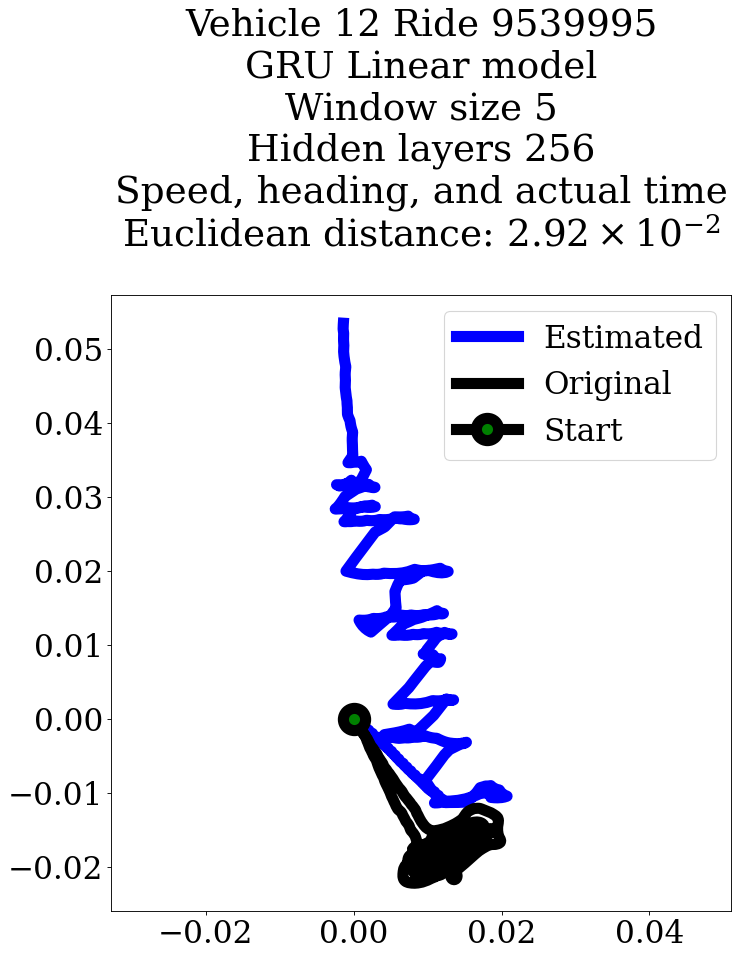 Vehicle 12 Ride 9539995
GRU Linear model
Window size 5
Hidden layers 256
Speed, heading, and actual time
Euclidean distance: 2.92 × 10⁻²
Estimated
Original
Start
0.05
0.04
0.03
0.02
0.01
0.00
−0.01
−0.02
−0.02 0.00 0.02 0.04